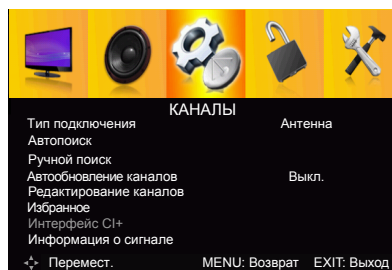 КАНАЛЫ
Тип подключения Антенна
Автопоиск
Ручной поиск
Автообновление каналов Выкл.
Редактирование каналов
Избранное
Интерфейс CI+
Информация о сигнале
Перемест. MENU: Возврат EXIT: Выход